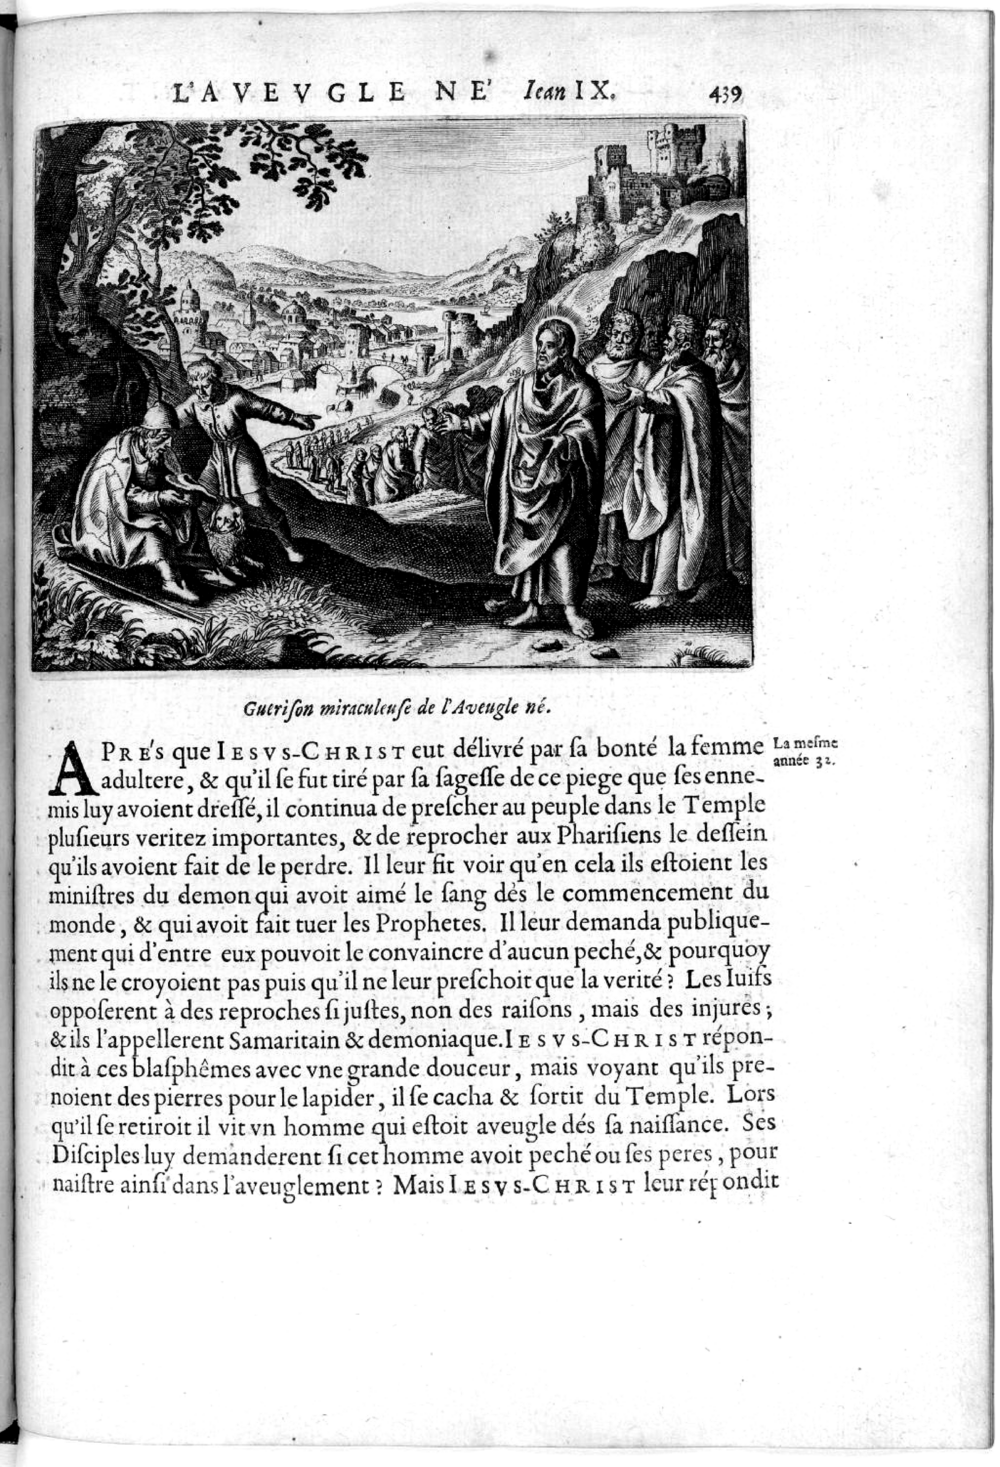 L'AVEVGLE NE' Iean IX. 439
Guerison miraculeuse de l'Aveugle né.
APRE's que IESVS-CHRIST eut délivré par ſa bonté la femme
La meſme
année 32.
adultere, & qu'il ſe fut tiré par ſa ſageſſe de ce piege que ſes enne-
mis luy avoient dreſſé, il continua de preſcher au peuple dans le Temple
pluſieurs veritez importantes, & de reprocher aux Phariſiens le deſſein
qu'ils avoient fait de le perdre. Il leur fit voir qu'en cela ils eſtoient les
miniſtres du demon qui avoit aimé le ſang dés le commencement du
monde, & qui avoit fait tuer les Prophetes. Il leur demanda publique-
ment qui d'entre eux pouvoit le convaincre d'aucun peché, & pourquoy
ils ne le croyoient pas puis qu'il ne leur preſchoit que la verité? Les Iuifs
oppoſerent à des reproches ſi juſtes, non des raiſons, mais des injures;
& ils l'appellerent Samaritain & demoniaque. IESVS-CHRIST répon-
dit à ces blaſphêmes avec vne grande douceur, mais voyant qu'ils pre-
noient des pierres pour le lapider, il ſe cacha & ſortit du Temple. Lors
qu'il ſe retiroit il vit vn homme qui eſtoit aveugle dés ſa naiſſance. Ses
Diſciples luy demanderent ſi cet homme avoit peché ou ſes peres, pour
naiſtre ainſi dans l'aveuglement? Mais IESVS-CHRIST leur répondit